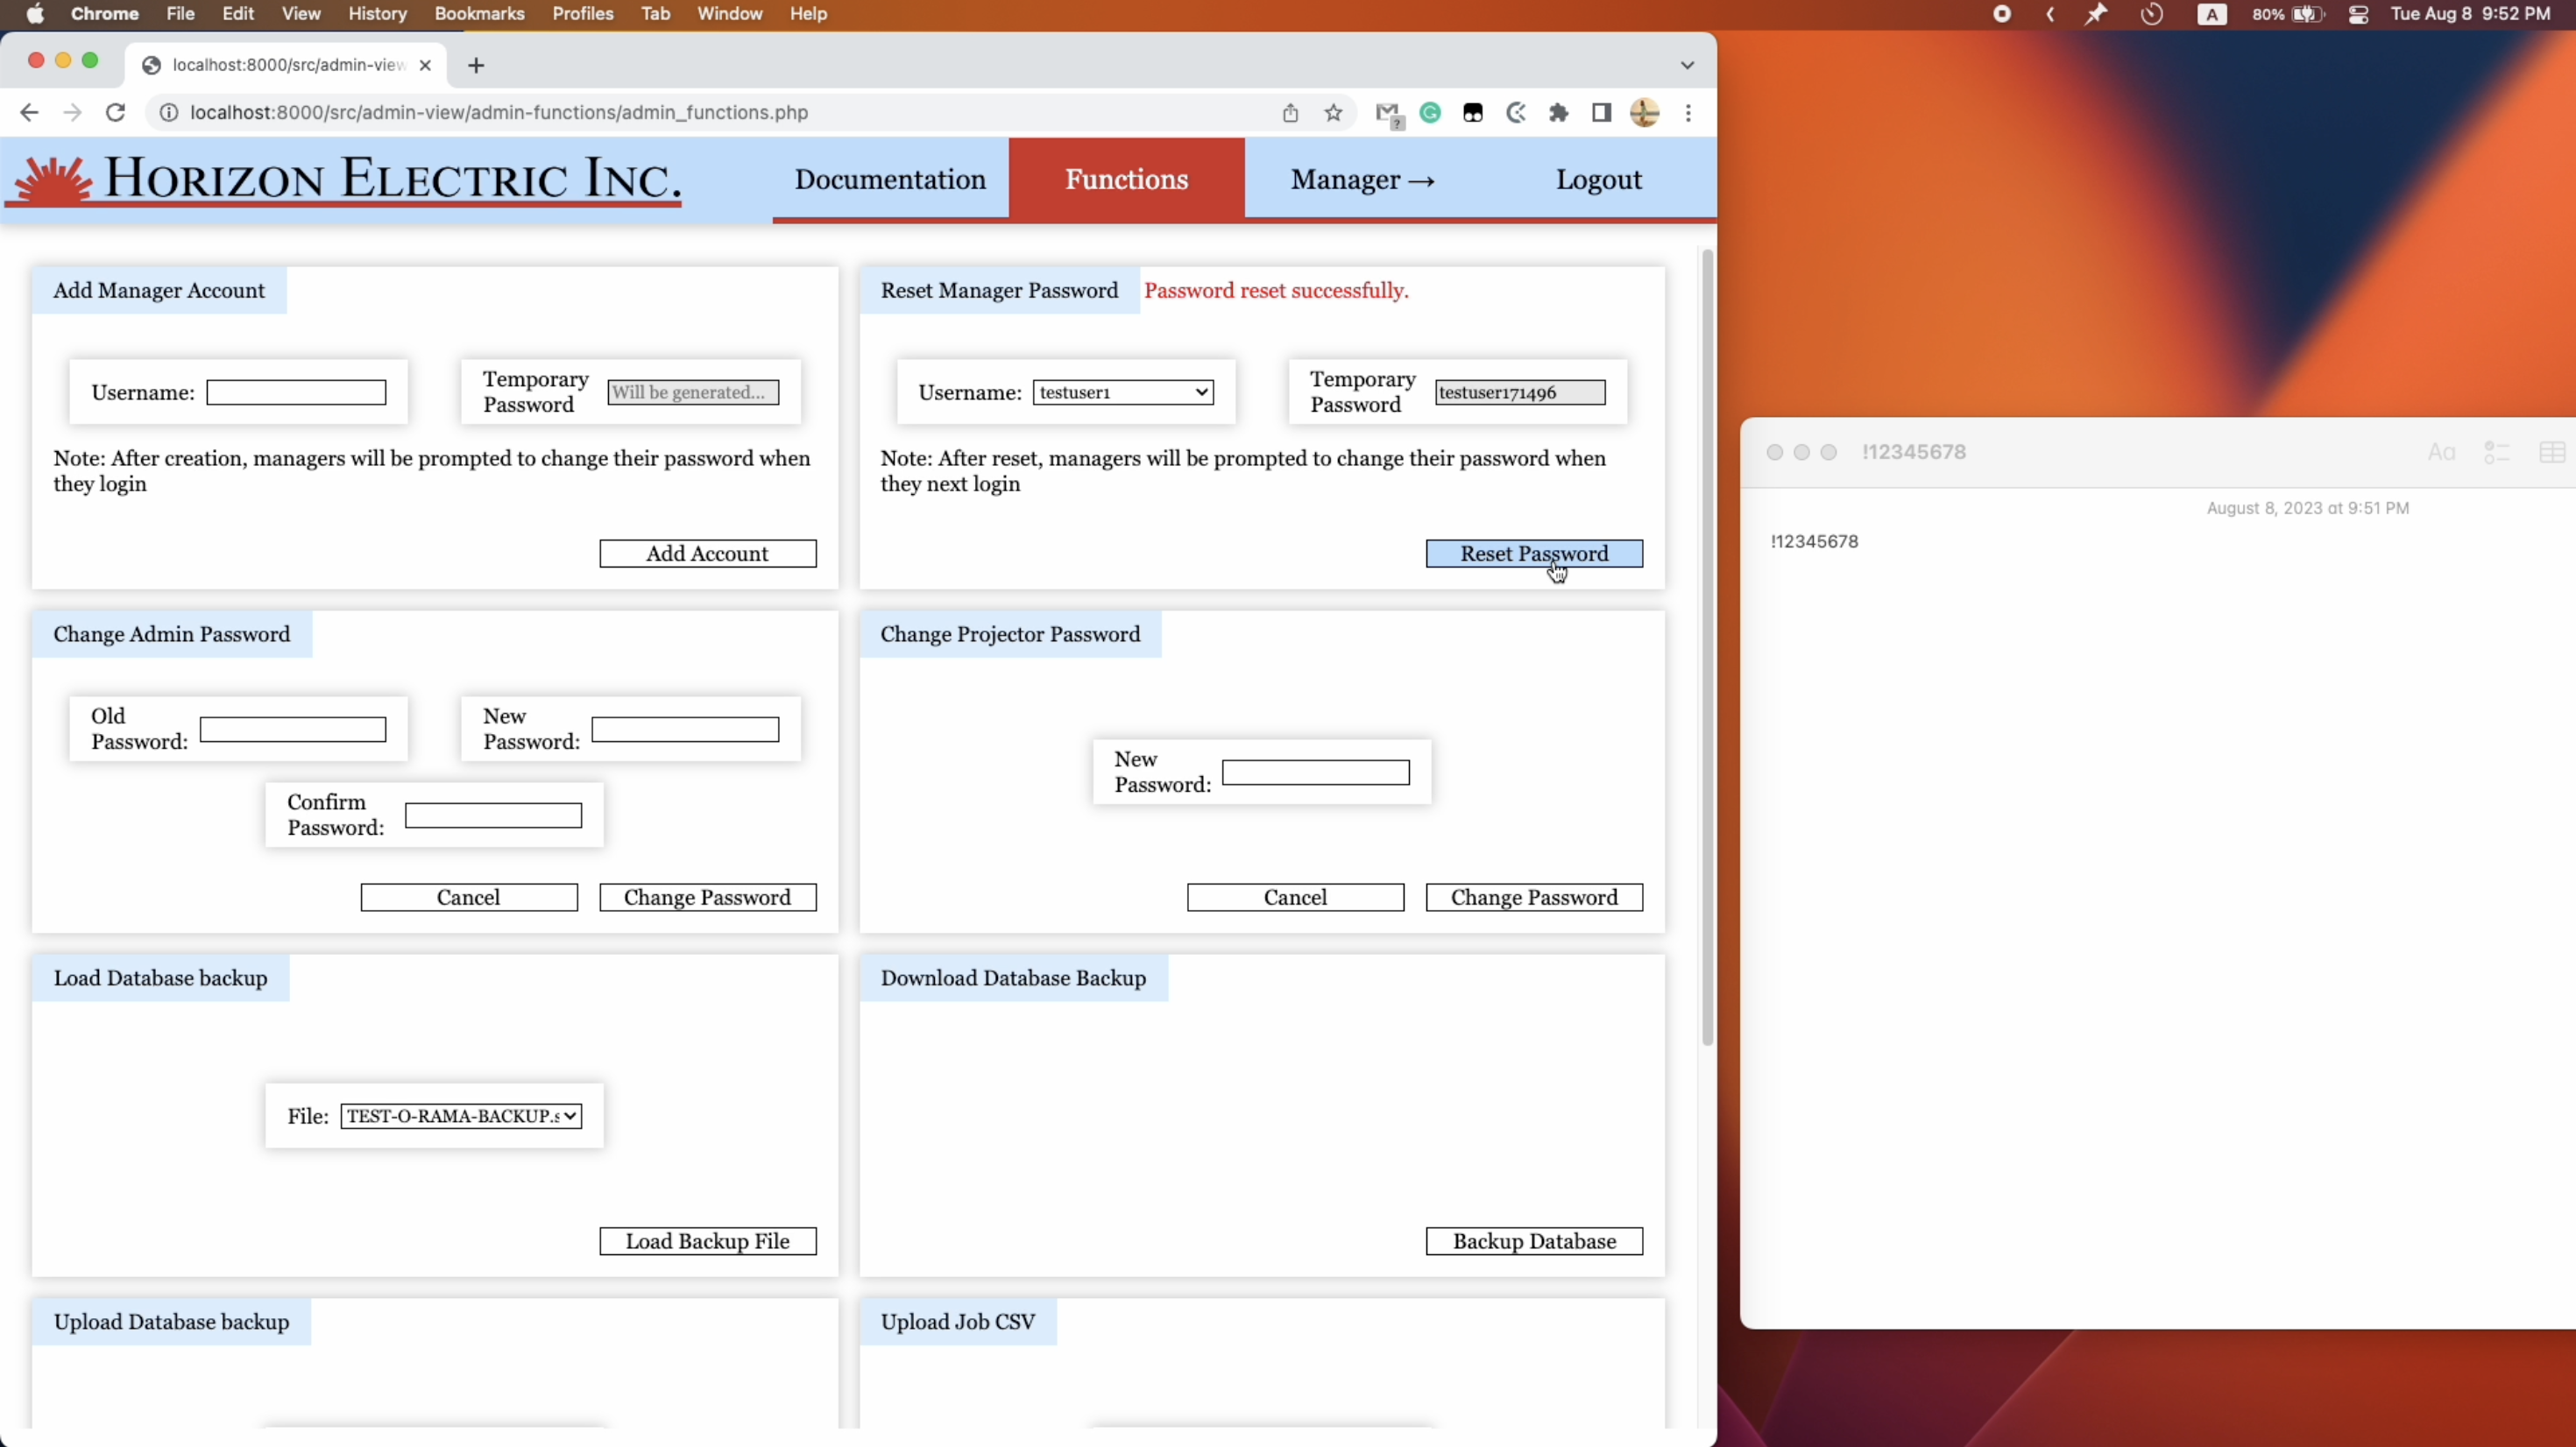 Chrome File Edit View History Bookmarks Profiles Tab Window Help
A 80% Tue Aug 8 9:52 PM
localhost:8000/src/admin-view
localhost:8000/src/admin-view/admin-functions/admin_functions.php
?
HORIZON ELECTRIC INC.
Documentation Functions Manager → Logout
Add Manager Account
Username:
Temporary
Password
Will be generated...
Note: After creation, managers will be prompted to change their password when
they login
Add Account
Reset Manager Password Password reset successfully.
Username: testuser1
Temporary
Password
testuser171496
Note: After reset, managers will be prompted to change their password when
they next login
Reset Password
Change Admin Password
Old
Password:
New
Password:
Confirm
Password:
Cancel Change Password
Change Projector Password
New
Password:
Cancel Change Password
Load Database backup
File: TEST-O-RAMA-BACKUP.s
Load Backup File
Download Database Backup
Backup Database
Upload Database backup
Upload Job CSV
!12345678
Aa
August 8, 2023 at 9:51 PM
!12345678